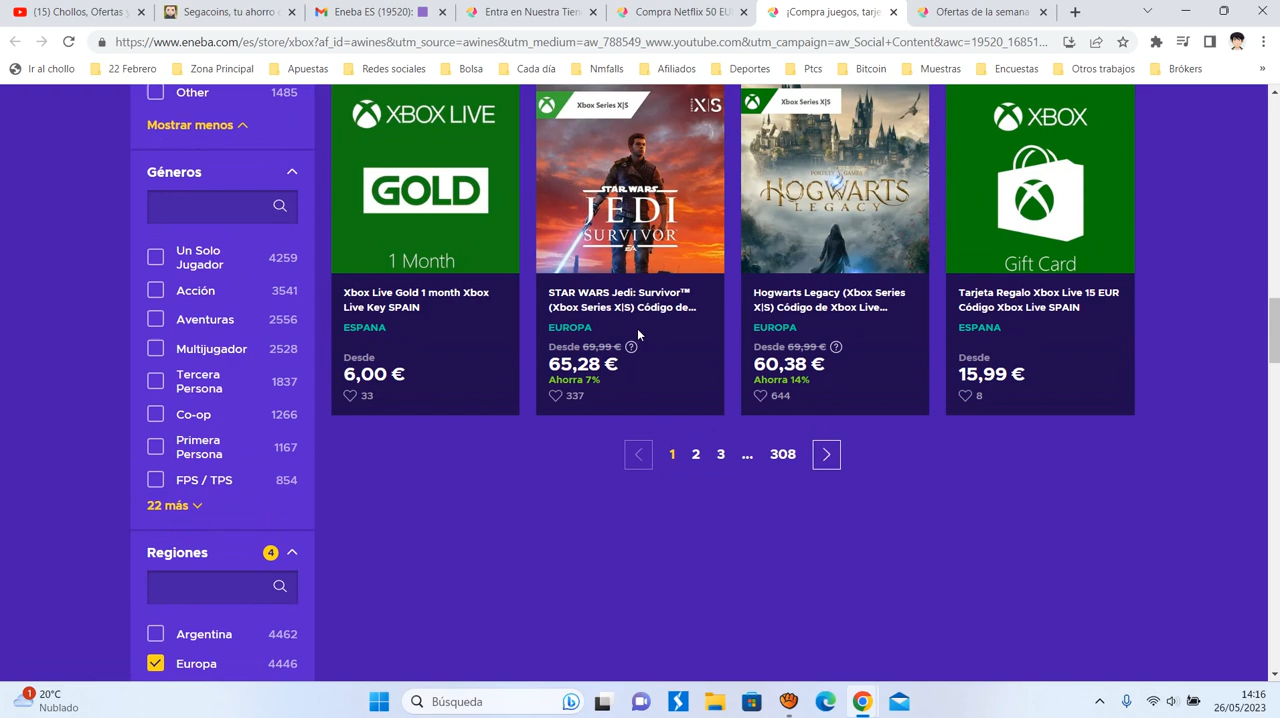 (15) Chollos, Ofertas y
Segacoins, tu ahorro
Eneba ES (19520):
Entra en Nuestra Tien
Compra Netflix 50 EU
¡Compra juegos, tarje
Ofertas de la semana
https://www.eneba.com/es/store/xbox?af_id=awines&utm_source=awines&utm_medium=aw_788549_www.youtube.com&utm_campaign=aw_Social+Content&awc=19520_16851...
Ir al chollo
22 Febrero
Zona Principal
Apuestas
Redes sociales
Bolsa
Cada día
Nmfalls
Afiliados
Deportes
Ptcs
Bitcoin
Muestras
Encuestas
Otros trabajos
Brókers
»
Other 1485
Mostrar menos
Géneros
Un Solo
Jugador 4259
Acción 3541
Aventuras 2556
Multijugador 2528
Tercera
Persona 1837
Co-op 1266
Primera
Persona 1167
FPS / TPS 854
22 más
Regiones 4
Argentina 4462
Europa 4446
XBOX LIVE
GOLD
1 Month
Xbox Live Gold 1 month Xbox
Live Key SPAIN
ESPANA
Desde
6,00 €
33
Xbox Series X|S
X|S
STAR WARS
JEDI
SURVIVOR
EA
STAR WARS Jedi: Survivor™
(Xbox Series X|S) Código de...
EUROPA
Desde 69,99 € ?
65,28 €
Ahorra 7%
337
Xbox Series X|S
HOGWARTS
LEGACY
Hogwarts Legacy (Xbox Series
X|S) Código de Xbox Live...
EUROPA
Desde 69,99 € ?
60,38 €
Ahorra 14%
644
XBOX
Gift Card
Tarjeta Regalo Xbox Live 15 EUR
Código Xbox Live SPAIN
ESPANA
Desde
15,99 €
8
1 2 3 ... 308
1
20°C
Búsqueda
14:16
26/05/2023